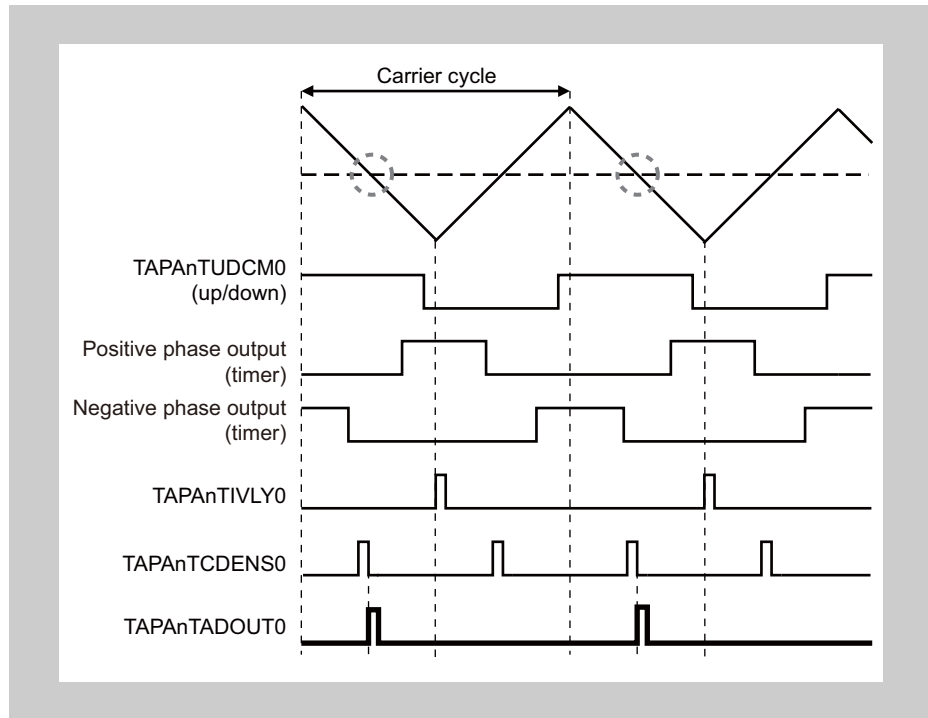 Carrier cycle
TAPAnTUDCM0
(up/down)
Positive phase output
(timer)
Negative phase output
(timer)
TAPAnTIVLY0
TAPAnTCDENS0
TAPAnTADOUT0